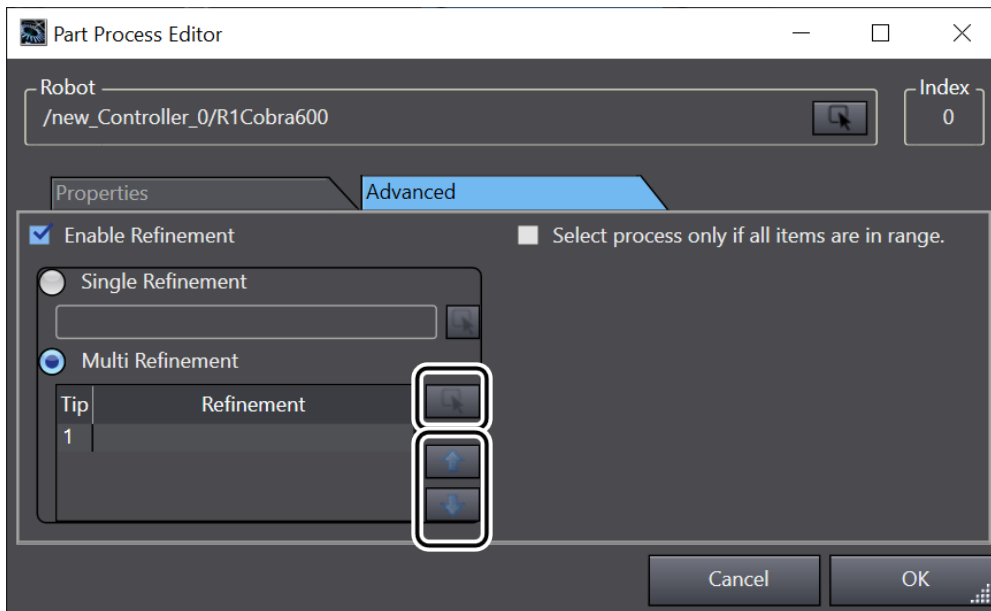 Part Process Editor
Robot
/new_Controller_0/R1Cobra600
Index
0
Properties
Advanced
Enable Refinement
Select process only if all items are in range.
Single Refinement
Multi Refinement
Tip Refinement
1
Cancel
OK